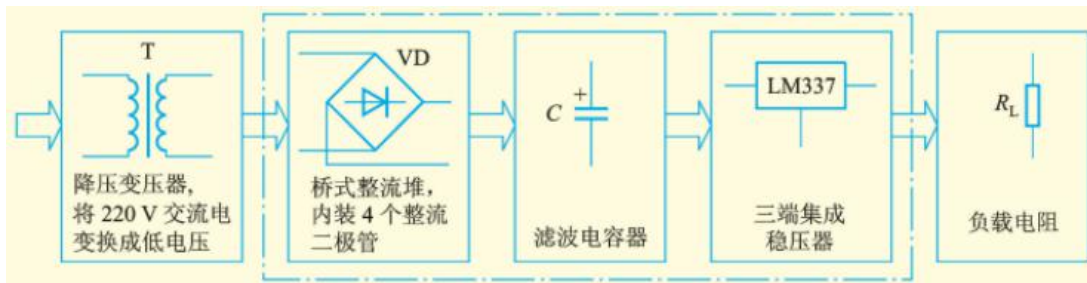 T
降压变压器,
将 220 V 交流电
变换成低电压
VD
桥式整流堆,
内装 4 个整流
二极管
+
C
滤波电容器
LM337
三端集成
稳压器
R_L
负载电阻